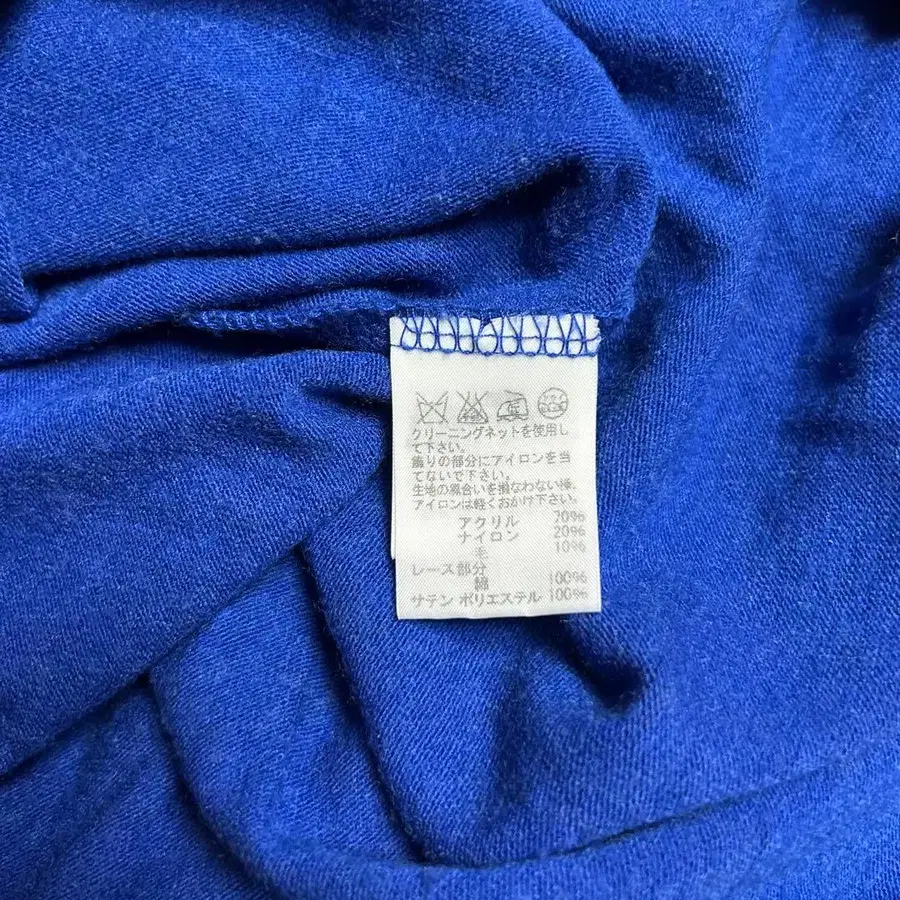 クリーニングネットを使用し
て下さい。
飾りの部分にアイロンを当
てないで下さい。
生地の風合いを損なわない様、
アイロンは軽くおかけ下さい。
アクリル 70%
ナイロン 20%
毛 10%
レース部分
綿 100%
サテン ポリエステル 100%